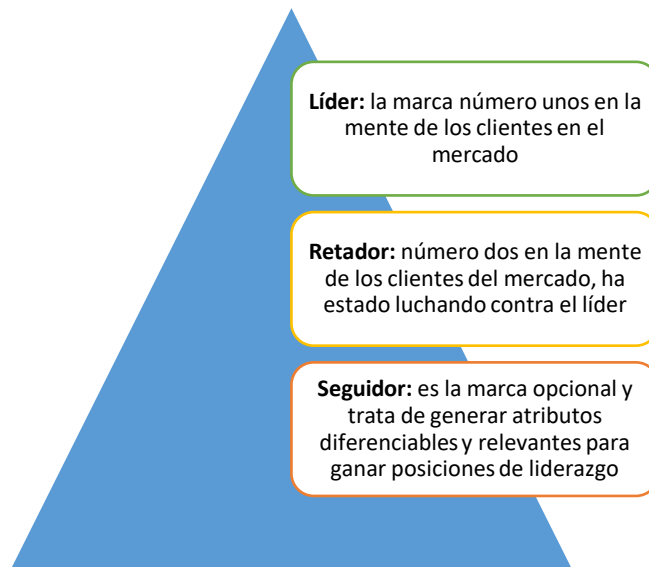 Líder: la marca número unos en la
mente de los clientes en el
mercado
Retador: número dos en la mente
de los clientes del mercado, ha
estado luchando contra el líder
Seguidor: es la marca opcional y
trata de generar atributos
diferenciables y relevantes para
ganar posiciones de liderazgo